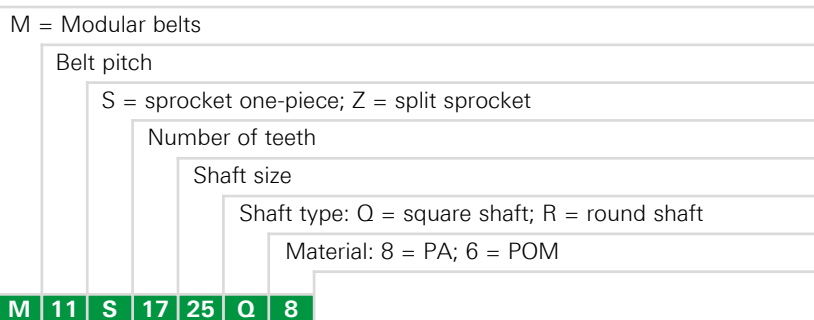 M = Modular belts
Belt pitch
S = sprocket one-piece; Z = split sprocket
Number of teeth
Shaft size
Shaft type: Q = square shaft; R = round shaft
Material: 8 = PA; 6 = POM
M 11 S 17 25 Q 8